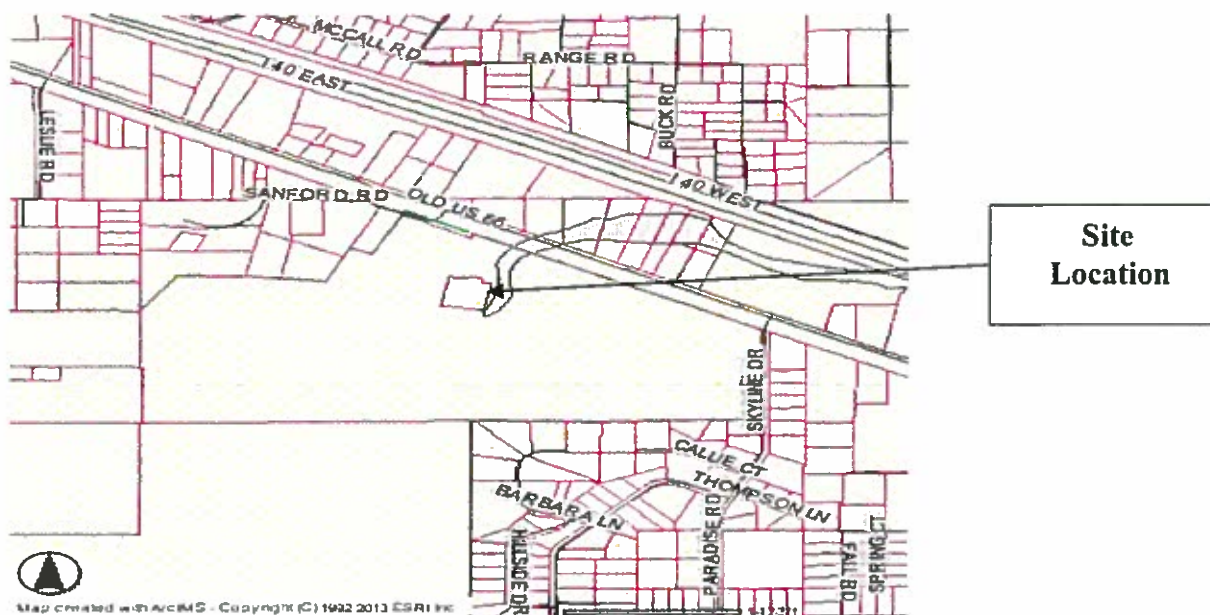 MCCALL RD
RANGE RD
I 40 EAST
BUCK RD
LESLIE RD
I 40 WEST
SANFORD RD
OLD US 66
Site
Location
SKYLINE DR
CALLIE CT
THOMPSON LN
BARBARA LN
PARADISE RD
HILLSIDE DR
FALL RD
SPRING CT
Map created with ArcIMS - Copyright (C) 1992-2013 ESRI Inc